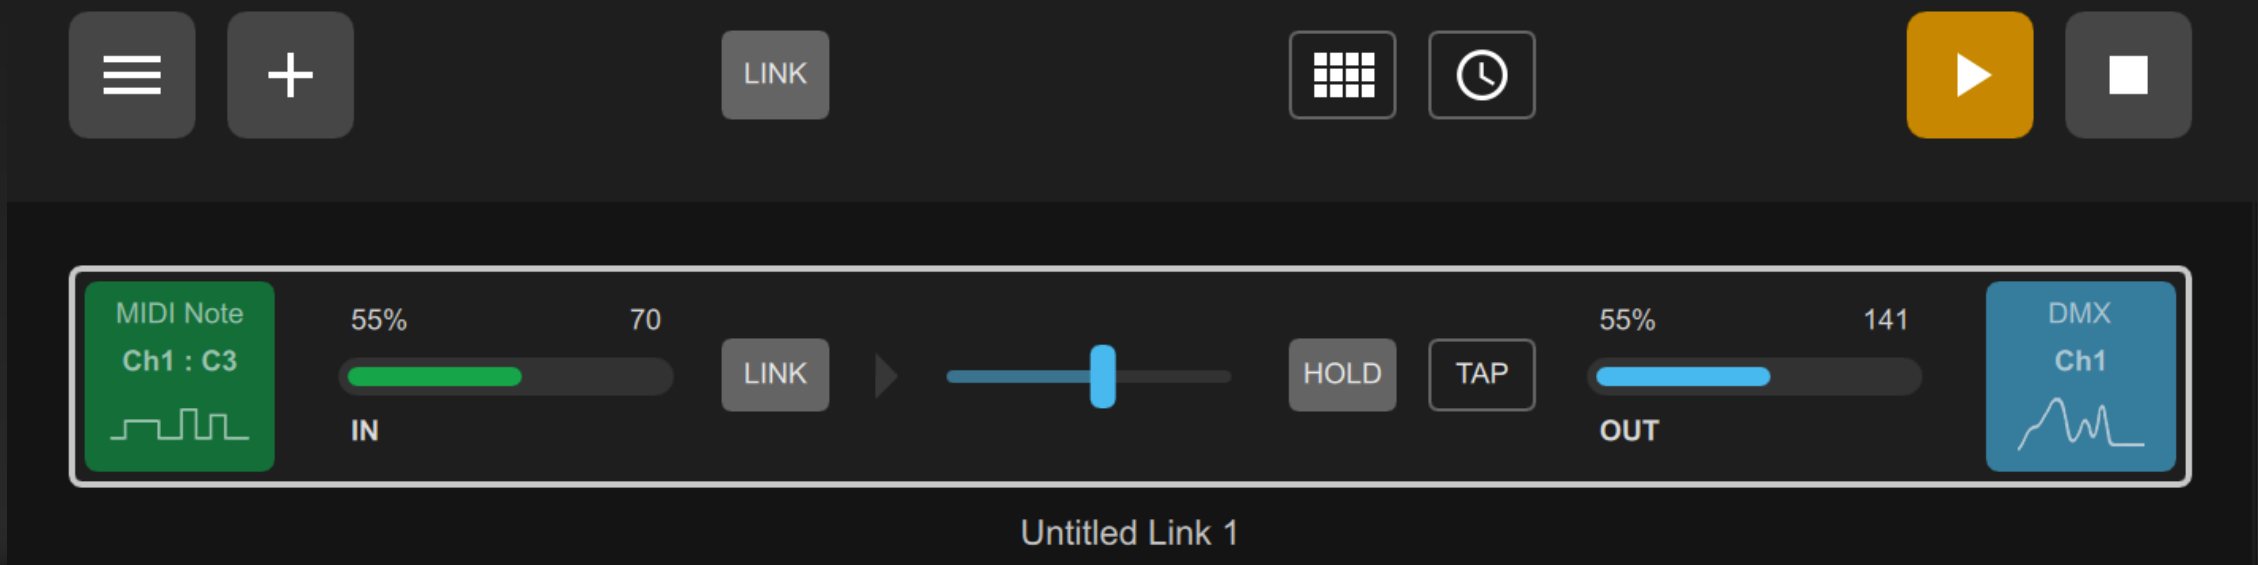 LINK
MIDI Note
Ch1 : C3
55% 70
IN
LINK
HOLD
TAP
55% 141
OUT
DMX
Ch1
Untitled Link 1